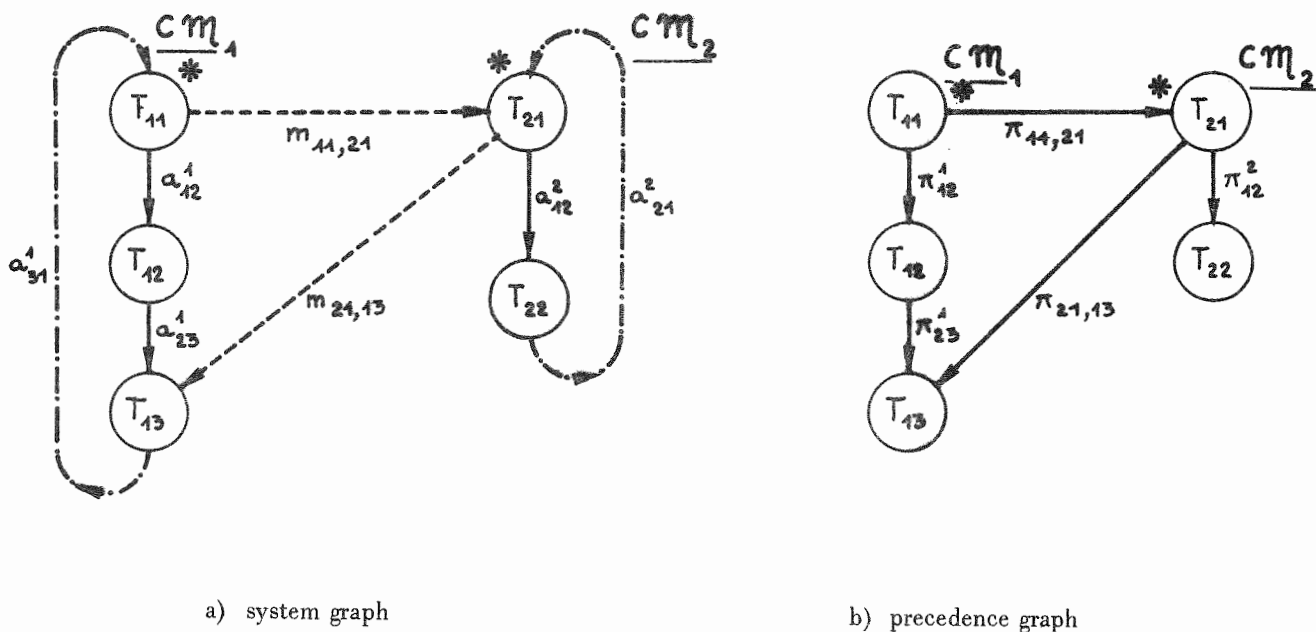 CM₁
*
T₁₁
m₁₁,₂₁
*
T₂₁
CM₂
a¹₁₂
a¹₃₁
T₁₂
a¹₂₃
T₁₃
m₂₁,₁₃
a²₁₂
a²₂₁
T₂₂
a) system graph
CM₁
*
T₁₁
π₁₁,₂₁
*
T₂₁
CM₂
π¹₁₂
T₁₂
π¹₂₃
T₁₃
π₂₁,₁₃
π²₁₂
T₂₂
b) precedence graph